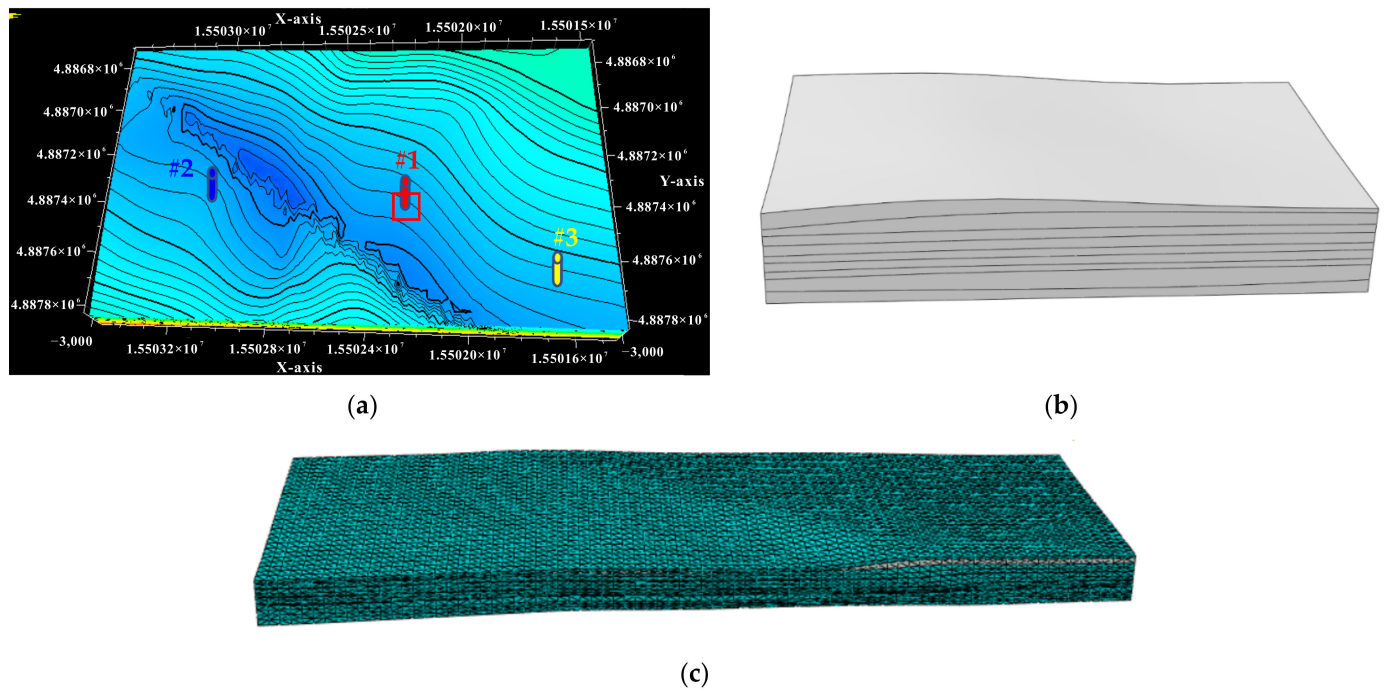 X-axis
1.55030×10⁷ 1.55025×10⁷ 1.55020×10⁷ 1.55015×10⁷
4.8868×10⁶ 4.8868×10⁶
4.8870×10⁶ 4.8870×10⁶
4.8872×10⁶ 4.8872×10⁶
#2 #1
Y-axis
4.8874×10⁶ 4.8874×10⁶
#3
4.8876×10⁶ 4.8876×10⁶
4.8878×10⁶ 4.8878×10⁶
−3,000 −3,000
1.55032×10⁷ 1.55028×10⁷ 1.55024×10⁷ 1.55020×10⁷ 1.55016×10⁷
X-axis
(a) (b)
(c)